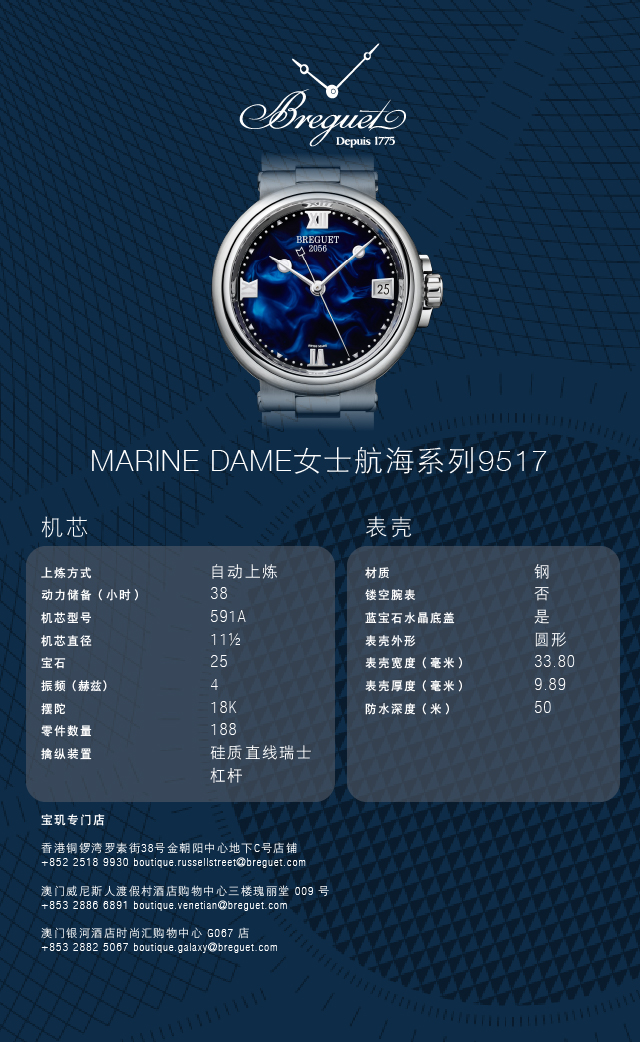 Breguet
Depuis 1775
XII
BREGUET
2056
25
MARINE DAME女士航海系列9517
机芯
上炼方式 自动上炼
动力储备（小时） 38
机芯型号 591A
机芯直径 11½
宝石 25
振频（赫兹） 4
摆陀 18K
零件数量 188
擒纵装置 硅质直线瑞士
杠杆
表壳
材质 钢
镂空腕表 否
蓝宝石水晶底盖 是
表壳外形 圆形
表壳宽度（毫米） 33.80
表壳厚度（毫米） 9.89
防水深度（米） 50
宝玑专门店
香港铜锣湾罗素街38号金朝阳中心地下C号店铺
+852 2518 9930 boutique.russellstreet@breguet.com
澳门威尼斯人渡假村酒店购物中心三楼瑰丽堂 009 号
+853 2886 6891 boutique.venetian@breguet.com
澳门银河酒店时尚汇购物中心 G067 店
+853 2882 5067 boutique.galaxy@breguet.com